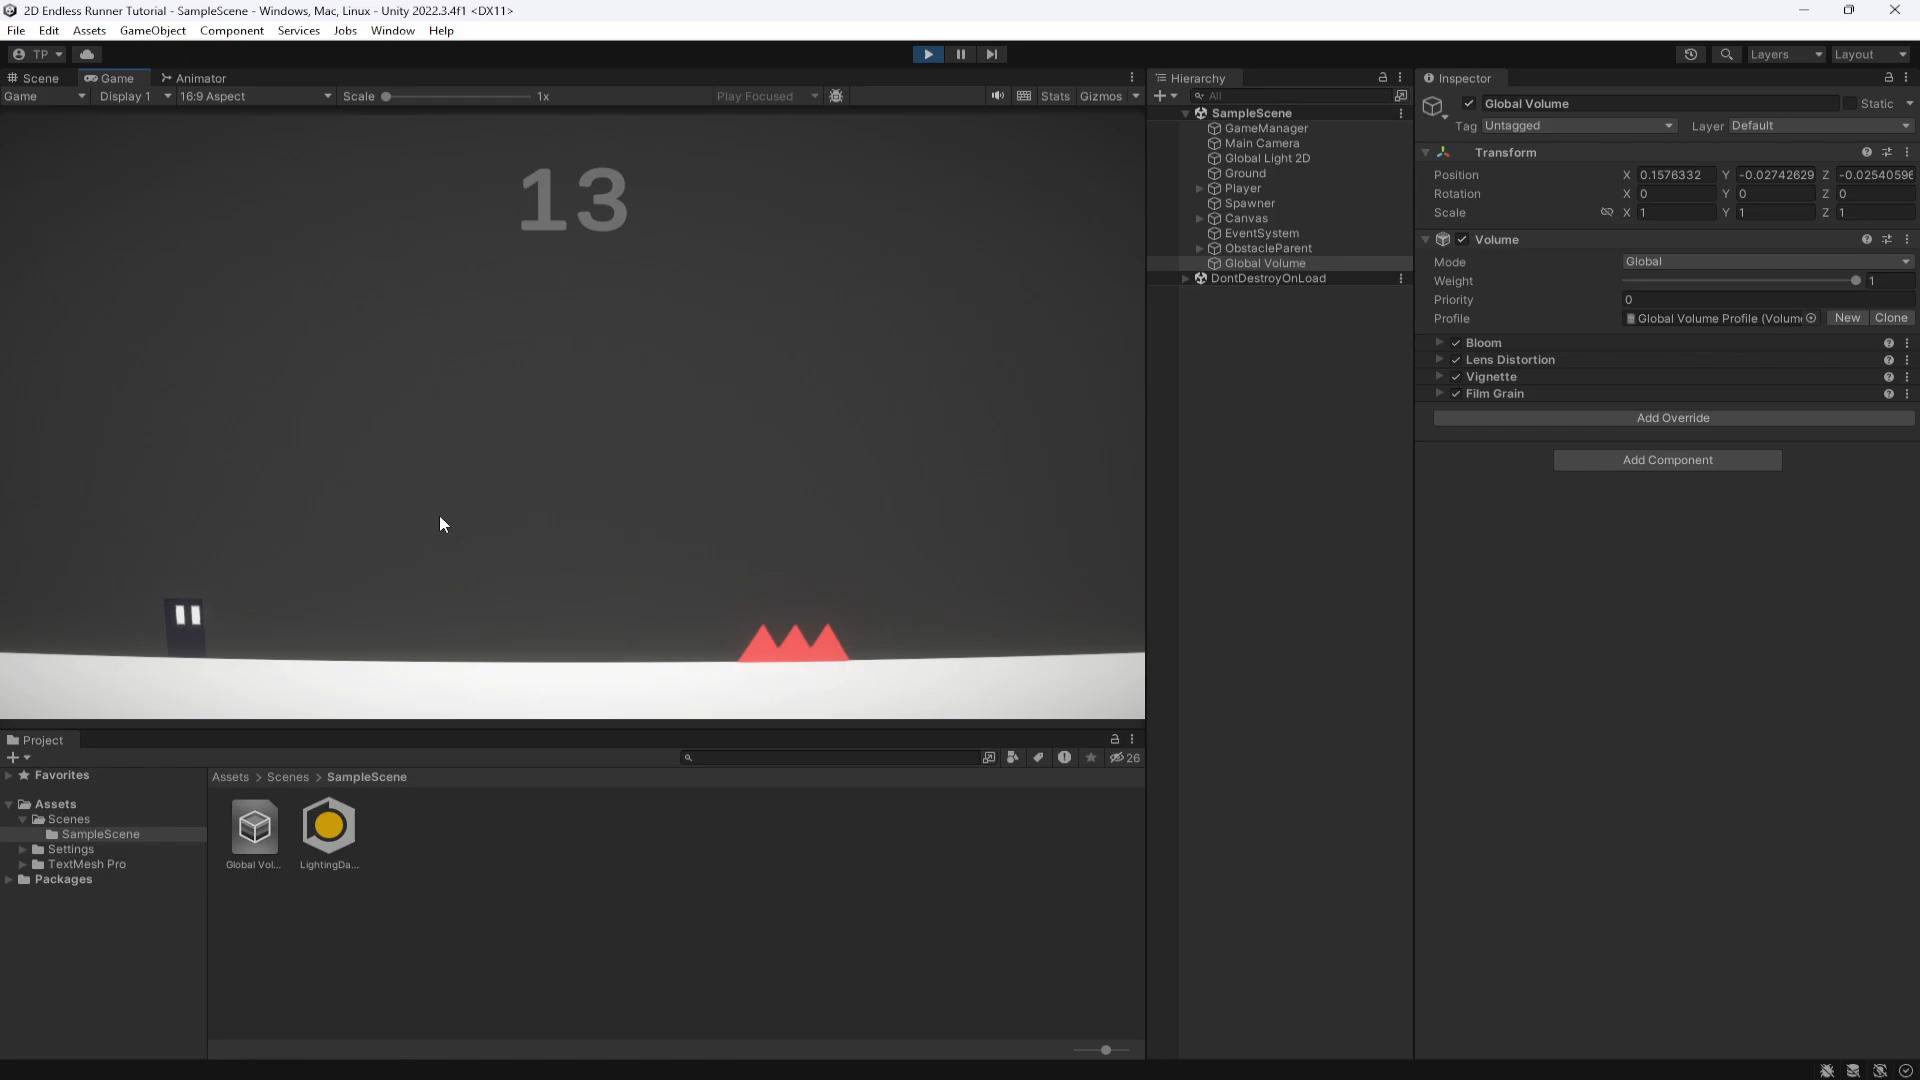 2D Endless Runner Tutorial - SampleScene - Windows, Mac, Linux - Unity 2022.3.4f1 <DX11>
File Edit Assets GameObject Component Services Jobs Window Help
TP Layers Layout
Scene Game Animator
Game Display 1 16:9 Aspect Scale 1x Play Focused Stats Gizmos
13
Hierarchy
All
SampleScene
GameManager
Main Camera
Global Light 2D
Ground
Player
Spawner
Canvas
EventSystem
ObstacleParent
Global Volume
DontDestroyOnLoad
Inspector
Global Volume Static
Tag Untagged Layer Default
Transform
Position X 0.1576332 Y -0.02742629 Z -0.02540596
Rotation X 0 Y 0 Z 0
Scale X 1 Y 1 Z 1
Volume
Mode Global
Weight 1
Priority 0
Profile Global Volume Profile (Volum New Clone
Bloom
Lens Distortion
Vignette
Film Grain
Add Override
Add Component
Project
26
Favorites
Assets
Scenes
SampleScene
Settings
TextMesh Pro
Packages
Assets > Scenes > SampleScene
Global Vol... LightingDa...